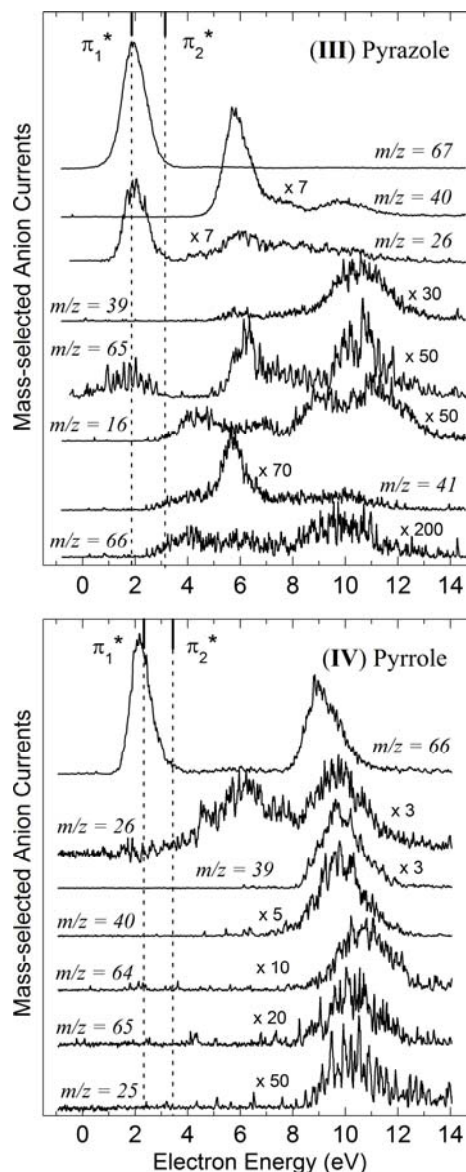 π1* π2* (III) Pyrazole
m/z = 67
x 7 m/z = 40
x 7 m/z = 26
m/z = 39 x 30
m/z = 65 x 50
m/z = 16 x 50
x 70 m/z = 41
m/z = 66 x 200
Mass-selected Anion Currents
0 2 4 6 8 10 12 14
π1* π2* (IV) Pyrrole
m/z = 66
m/z = 26 x 3
m/z = 39 x 3
m/z = 40 x 5
m/z = 64 x 10
m/z = 65 x 20
m/z = 25 x 50
Mass-selected Anion Currents
0 2 4 6 8 10 12 14
Electron Energy (eV)